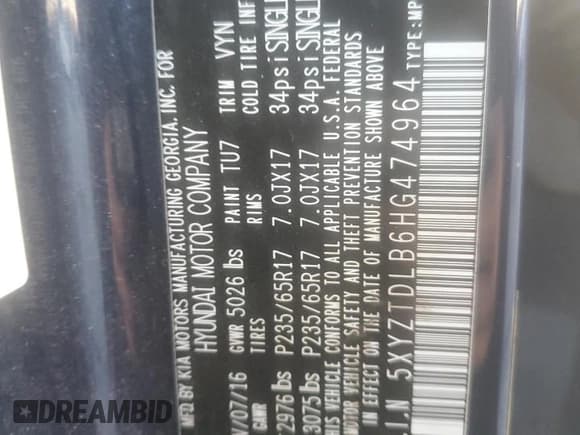 MFD BY KIA MOTORS MANUFACTURING GEORGIA, INC. FOR
HYUNDAI MOTOR COMPANY
/07/16 GVWR 5026 lbs PAINT TU7 TRIM VYN
GWR TIRES RIMS COLD TIRE INF
2976 lbs P235/65R17 7.0JX17 34psi SINGL
3075 lbs P235/65R17 7.0JX17 34psi SINGL
THIS VEHICLE CONFORMS TO ALL APPLICABLE U.S.A. FEDERAL
MOTOR VEHICLE SAFETY AND THEFT PREVENTION STANDARDS
IN EFFECT ON THE DATE OF MANUFACTURE SHOWN ABOVE
I.N 5XYZTDLB6HG474964 TYPE:MP
DREAMBID